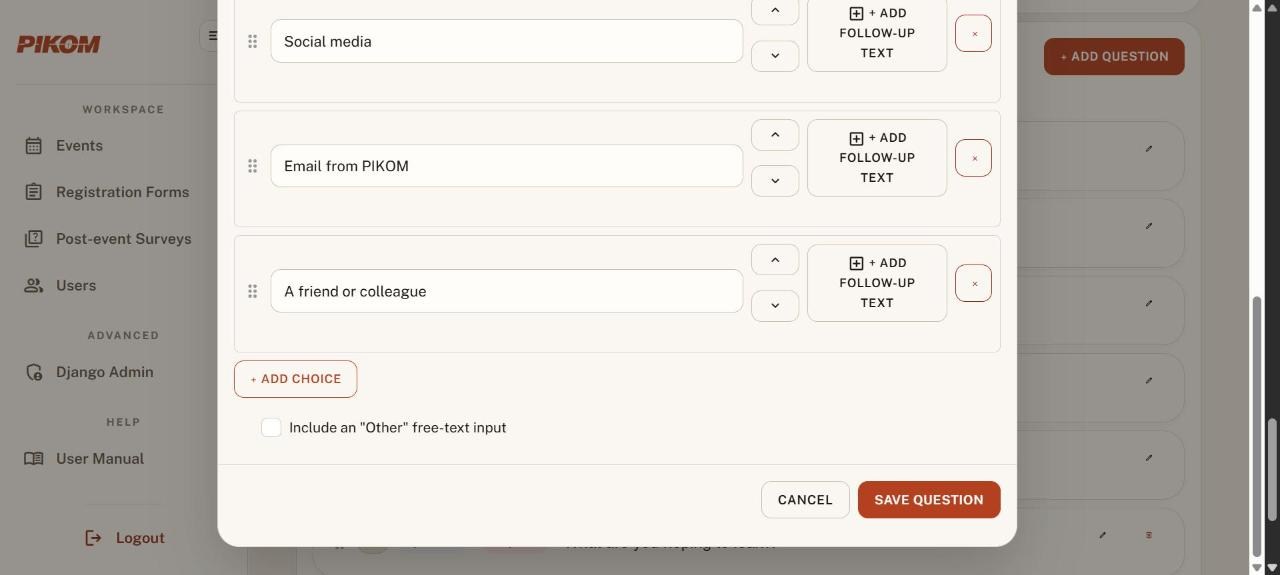 PIKOM
WORKSPACE
Events
Registration Forms
Post-event Surveys
Users
ADVANCED
Django Admin
HELP
User Manual
Logout
Social media
+ ADD
FOLLOW-UP
TEXT
×
Email from PIKOM
+ ADD
FOLLOW-UP
TEXT
×
A friend or colleague
+ ADD
FOLLOW-UP
TEXT
×
+ ADD CHOICE
Include an "Other" free-text input
CANCEL
SAVE QUESTION
+ ADD QUESTION